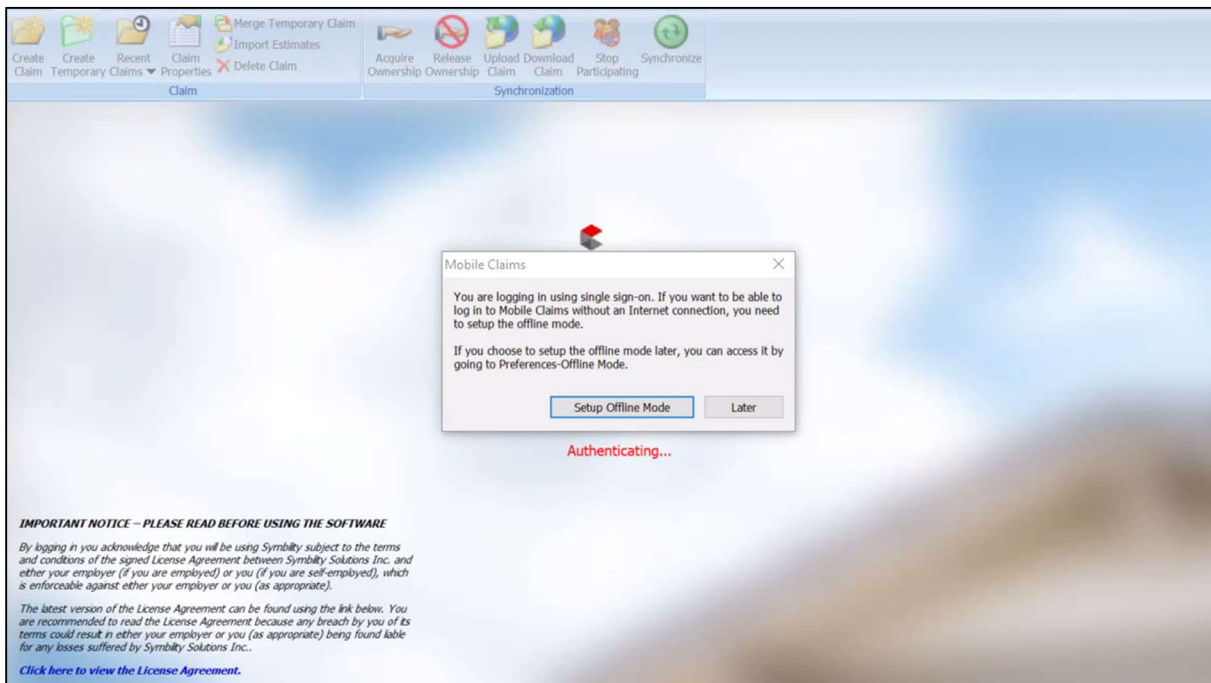 Create Claim
Create Temporary
Recent Claims
Claim Properties
Merge Temporary Claim
Import Estimates
Delete Claim
Claim
Acquire Ownership
Release Ownership
Upload Claim
Download Claim
Stop Participating
Synchronize
Synchronization
Mobile Claims
You are logging in using single sign-on. If you want to be able to
log in to Mobile Claims without an Internet connection, you need
to setup the offline mode.
If you choose to setup the offline mode later, you can access it by
going to Preferences-Offline Mode.
Setup Offline Mode
Later
Authenticating...
IMPORTANT NOTICE – PLEASE READ BEFORE USING THE SOFTWARE
By logging in you acknowledge that you will be using Symbility subject to the terms
and conditions of the signed License Agreement between Symbility Solutions Inc. and
either your employer (if you are employed) or you (if you are self-employed), which
is enforceable against either your employer or you (as appropriate).
The latest version of the License Agreement can be found using the link below. You
are recommended to read the License Agreement because any breach by you of its
terms could result in either your employer or you (as appropriate) being found liable
for any losses suffered by Symbility Solutions Inc..
Click here to view the License Agreement.